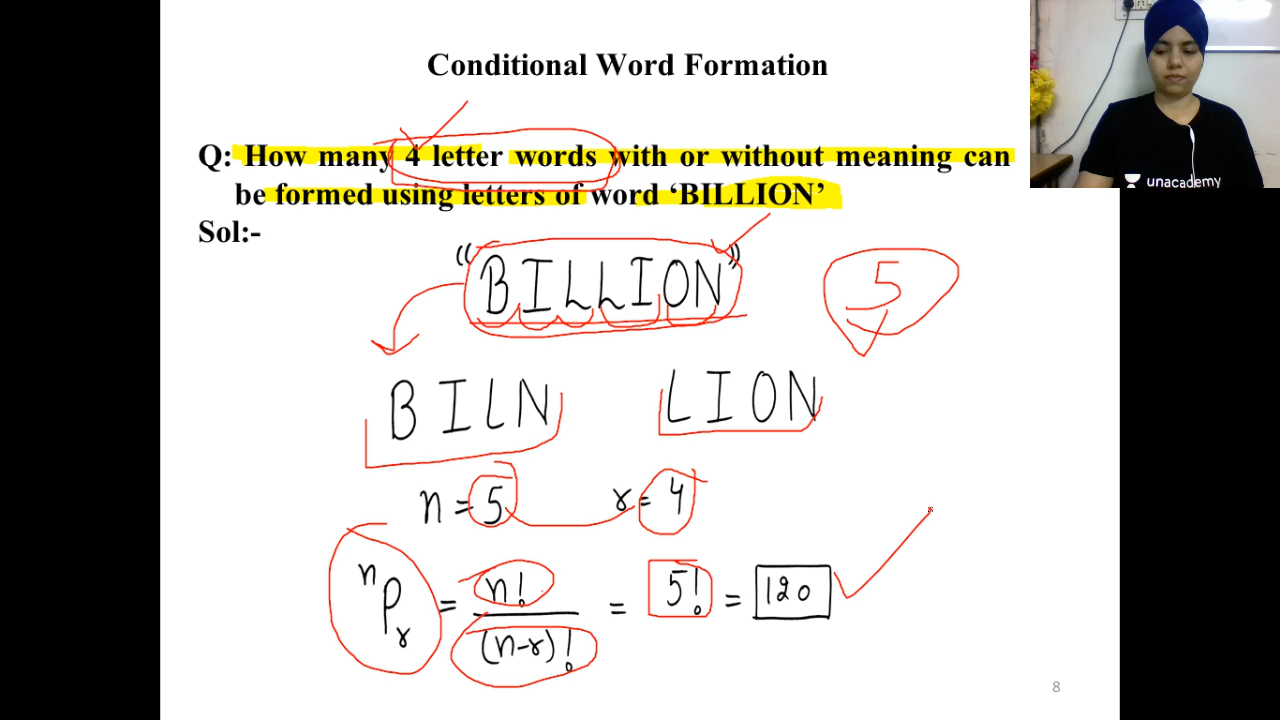 Conditional Word Formation
Q: How many 4 letter words with or without meaning can
be formed using letters of word ‘BILLION’
Sol:-
"BILLION"
5
BILN LION
n = 5 r = 4
nPr = n!/(n-r)! = 5! = 120
unacademy
8